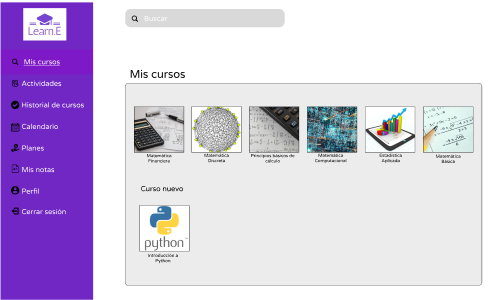 Learn.E
Buscar
Mis cursos
Actividades
Historial de cursos
Calendario
Planes
Mis notas
Perfil
Cerrar sesión
Mis cursos
Matemática
Financiera
Matemática
Discreta
Principios básicos de
cálculo
Matemática
Computacional
Estadística
Aplicada
Matemática
Básica
Curso nuevo
python
Introducción a
Python